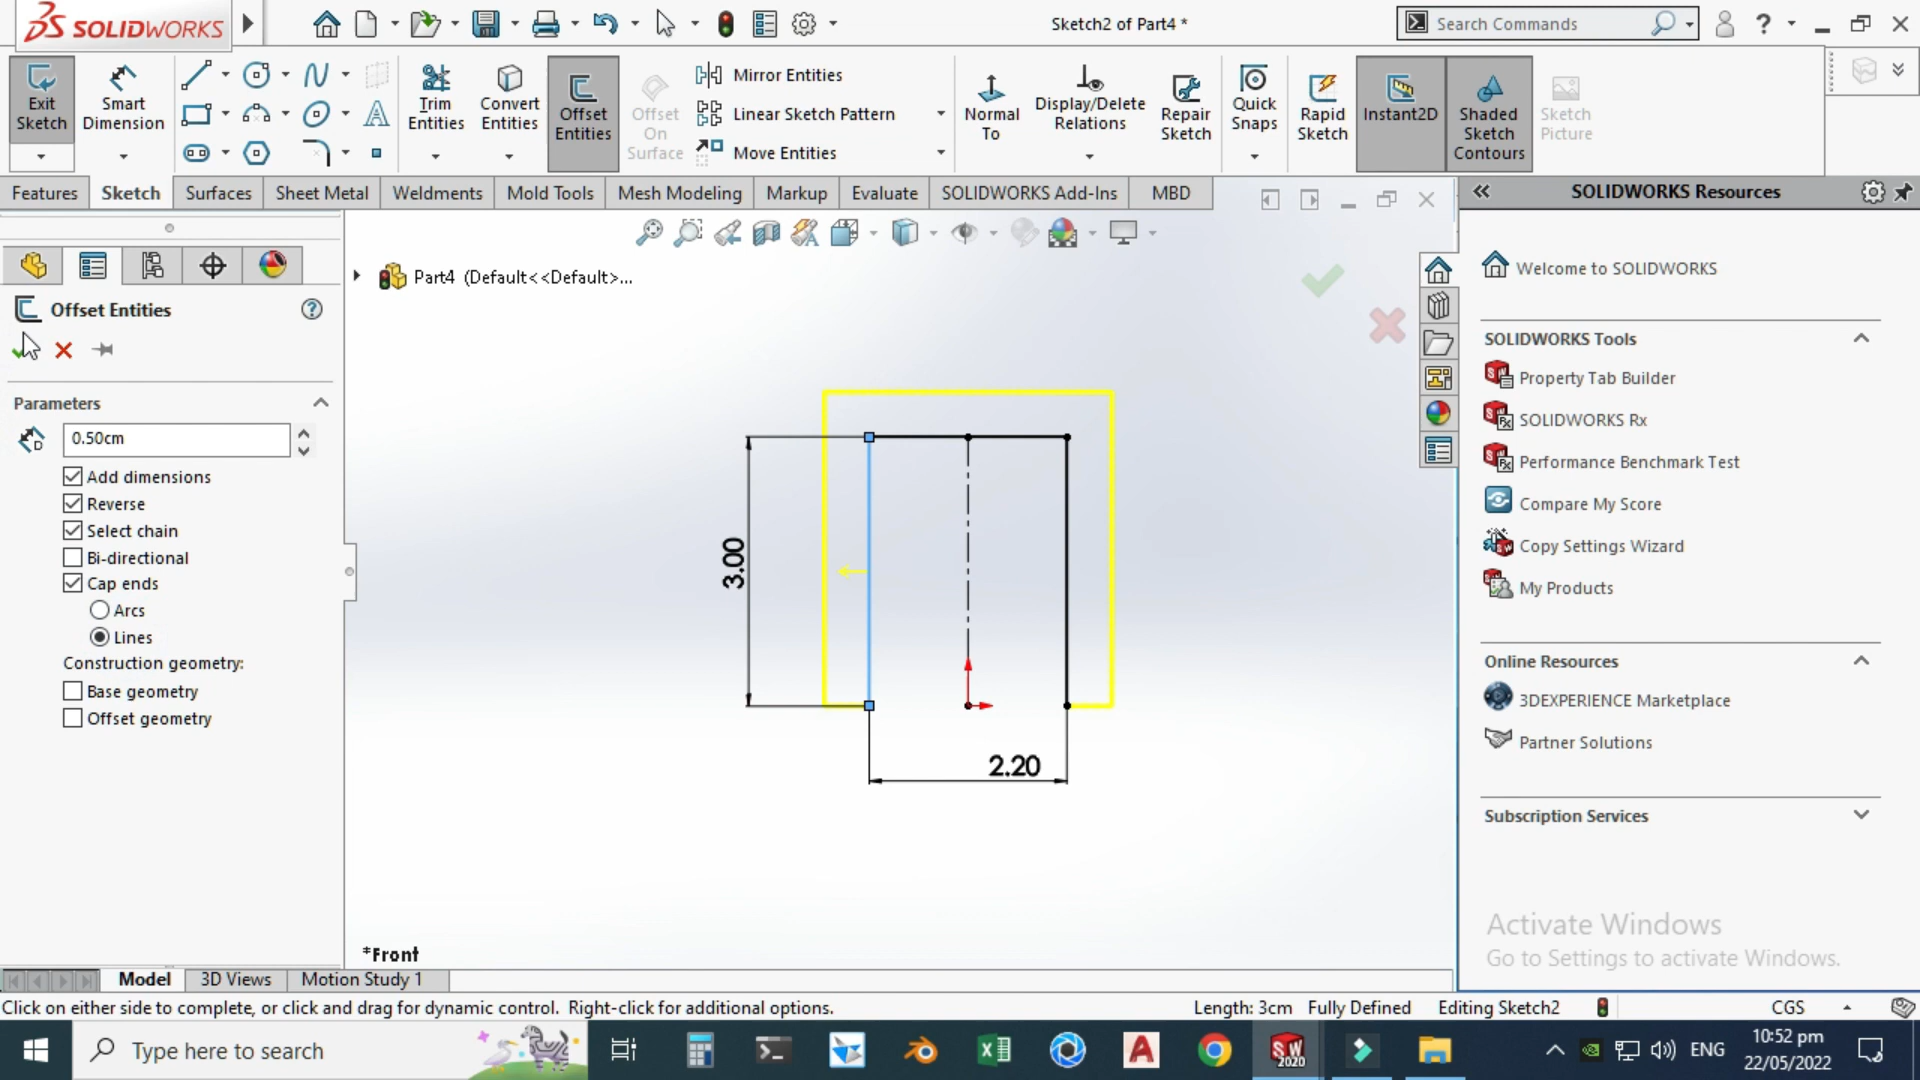 SOLIDWORKS
Sketch2 of Part4 *
Search Commands
Exit Sketch
Smart Dimension
Trim Entities
Convert Entities
Offset Entities
Offset On Surface
Mirror Entities
Linear Sketch Pattern
Move Entities
Normal To
Display/Delete Relations
Repair Sketch
Quick Snaps
Rapid Sketch
Instant2D
Shaded Sketch Contours
Sketch Picture
Features
Sketch
Surfaces
Sheet Metal
Weldments
Mold Tools
Mesh Modeling
Markup
Evaluate
SOLIDWORKS Add-Ins
MBD
SOLIDWORKS Resources
Part4 (Default<<Default>...
Offset Entities
Parameters
0.50cm
Add dimensions
Reverse
Select chain
Bi-directional
Cap ends
Arcs
Lines
Construction geometry:
Base geometry
Offset geometry
3.00
2.20
*Front
Welcome to SOLIDWORKS
SOLIDWORKS Tools
Property Tab Builder
SOLIDWORKS Rx
Performance Benchmark Test
Compare My Score
Copy Settings Wizard
My Products
Online Resources
3DEXPERIENCE Marketplace
Partner Solutions
Subscription Services
Activate Windows
Go to Settings to activate Windows.
Model
3D Views
Motion Study 1
Click on either side to complete, or click and drag for dynamic control. Right-click for additional options.
Length: 3cm
Fully Defined
Editing Sketch2
CGS
Type here to search
SW
2020
ENG
10:52 pm
22/05/2022